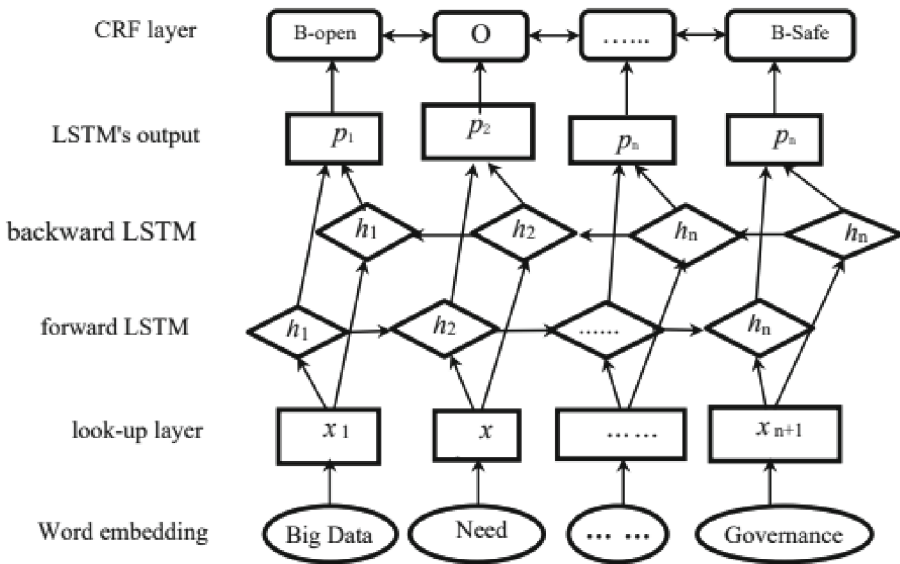 CRF layer B-open O …... B-Safe
LSTM's output p1 p2 pn pn
backward LSTM h1 h2 hn hn
forward LSTM h1 h2 …... hn
look-up layer x1 x … … xn+1
Word embedding Big Data Need … … Governance